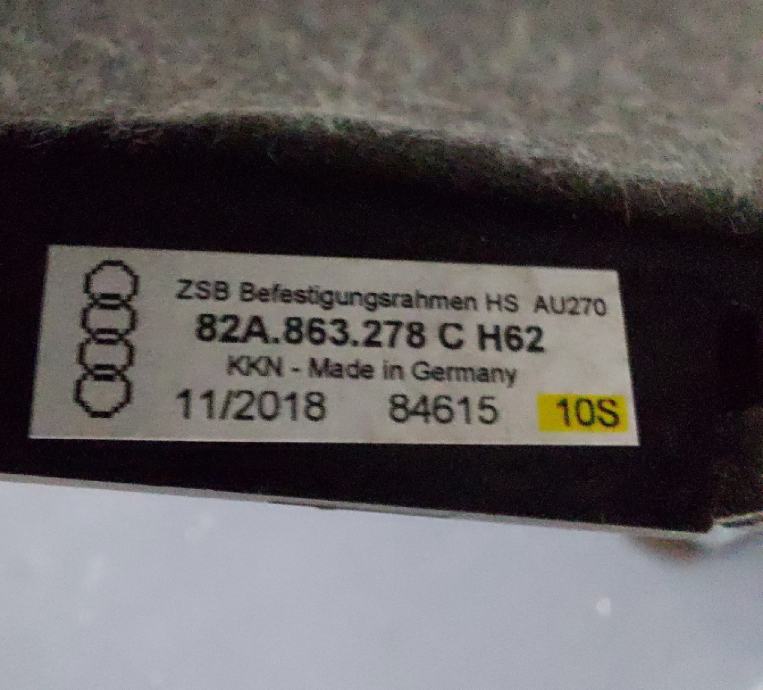 ZSB Befestigungsrahmen HS AU270
82A.863.278 C H62
KKN - Made in Germany
11/2018 84615 10S